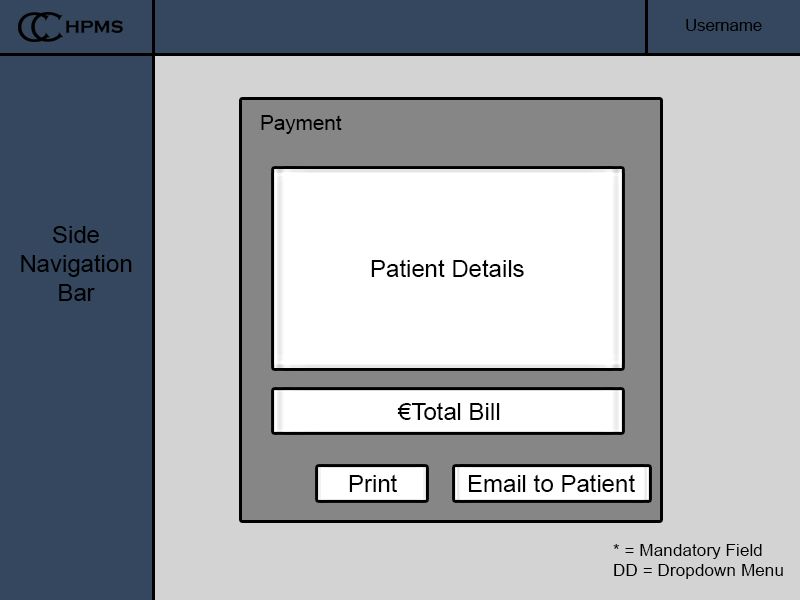 CCC HPMS
Username
Side
Navigation
Bar
Payment
Patient Details
€Total Bill
Print
Email to Patient
* = Mandatory Field
DD = Dropdown Menu